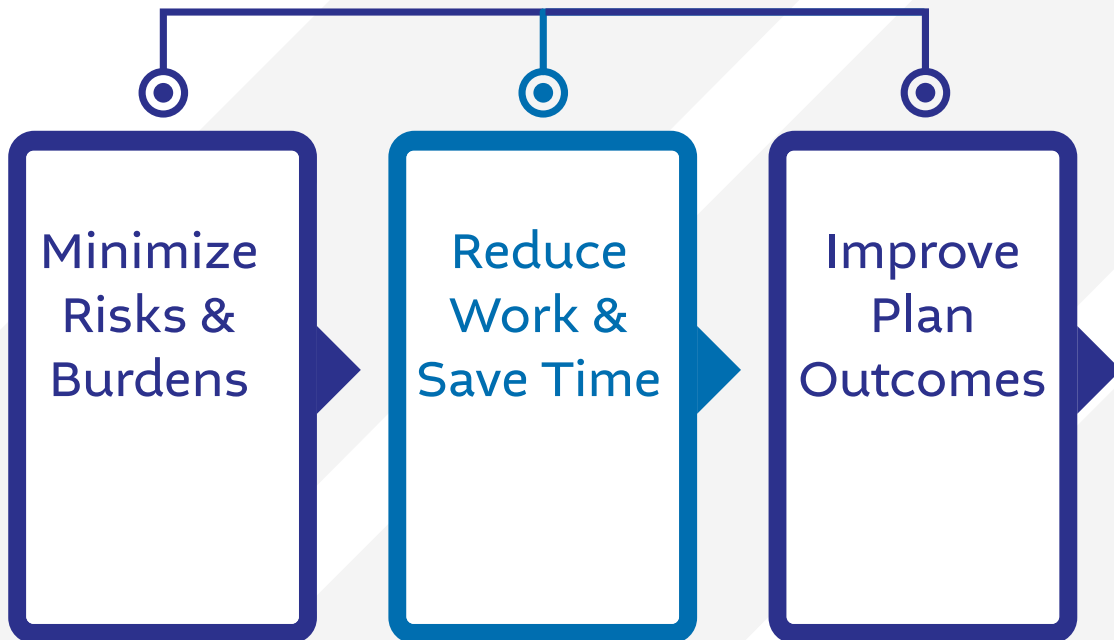 Minimize
Risks &
Burdens
Reduce
Work &
Save Time
Improve
Plan
Outcomes